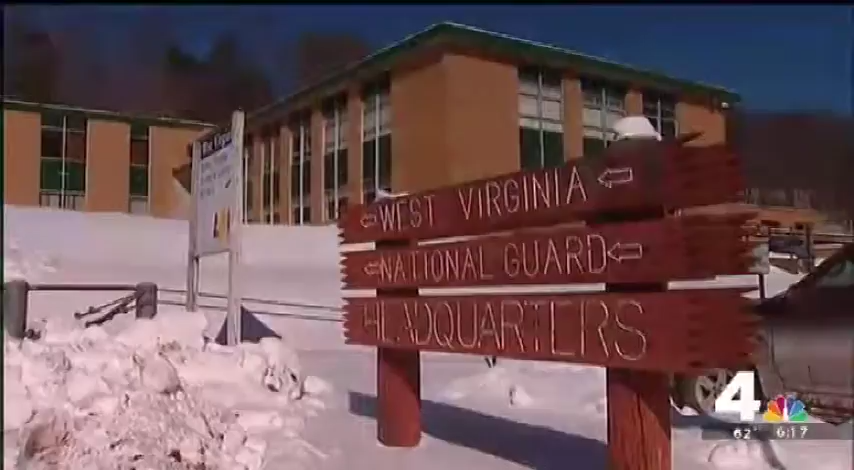 WEST VIRGINIA
NATIONAL GUARD
HEADQUARTERS
4
62° 6:17